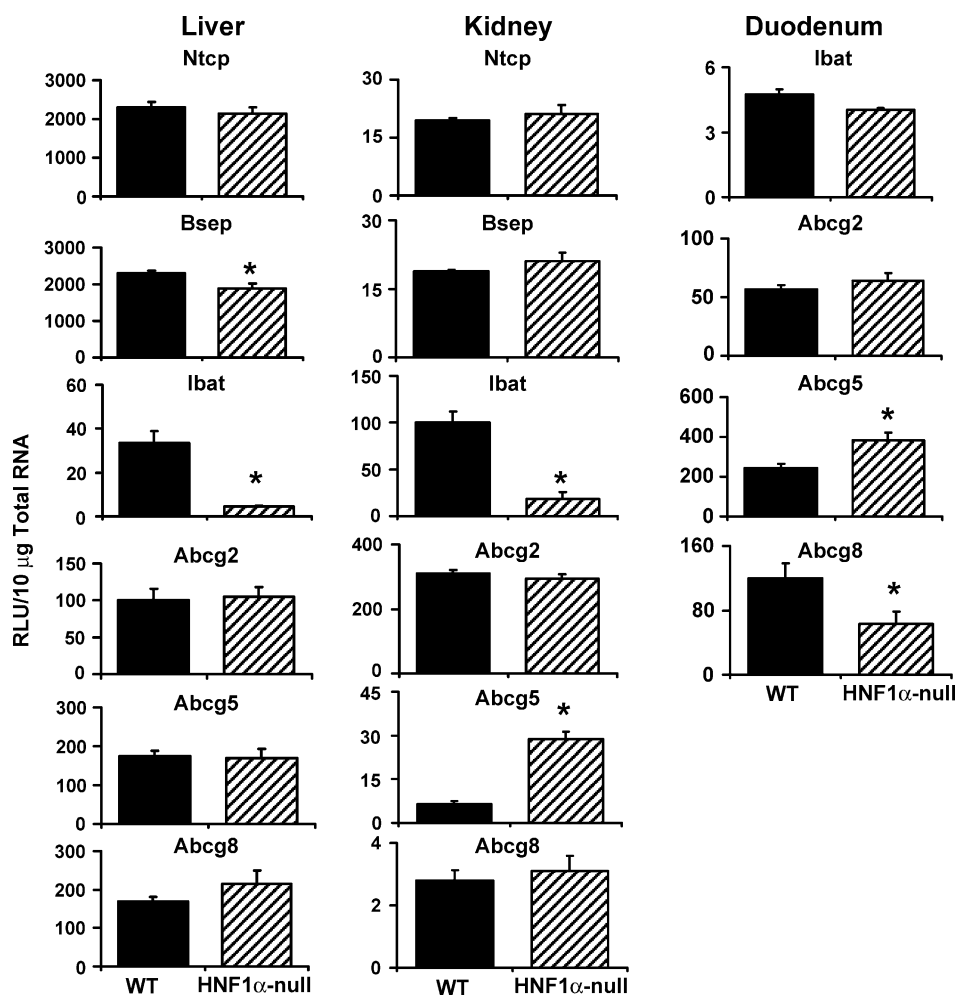 Liver
Kidney
Duodenum
RLU/10 μg Total RNA
Ntcp
3000
2000
1000
0
Bsep
3000
2000
1000
0
*
Ibat
60
40
20
0
*
Abcg2
150
100
50
0
Abcg5
300
200
100
0
Abcg8
300
200
100
0
WT HNF1α-null
Ntcp
30
15
0
Bsep
30
15
0
Ibat
150
100
50
0
*
Abcg2
400
200
0
Abcg5
45
30
15
0
*
Abcg8
4
2
0
WT HNF1α-null
Ibat
6
3
0
Abcg2
100
50
0
Abcg5
600
400
200
0
*
Abcg8
160
80
0
*
WT HNF1α-null